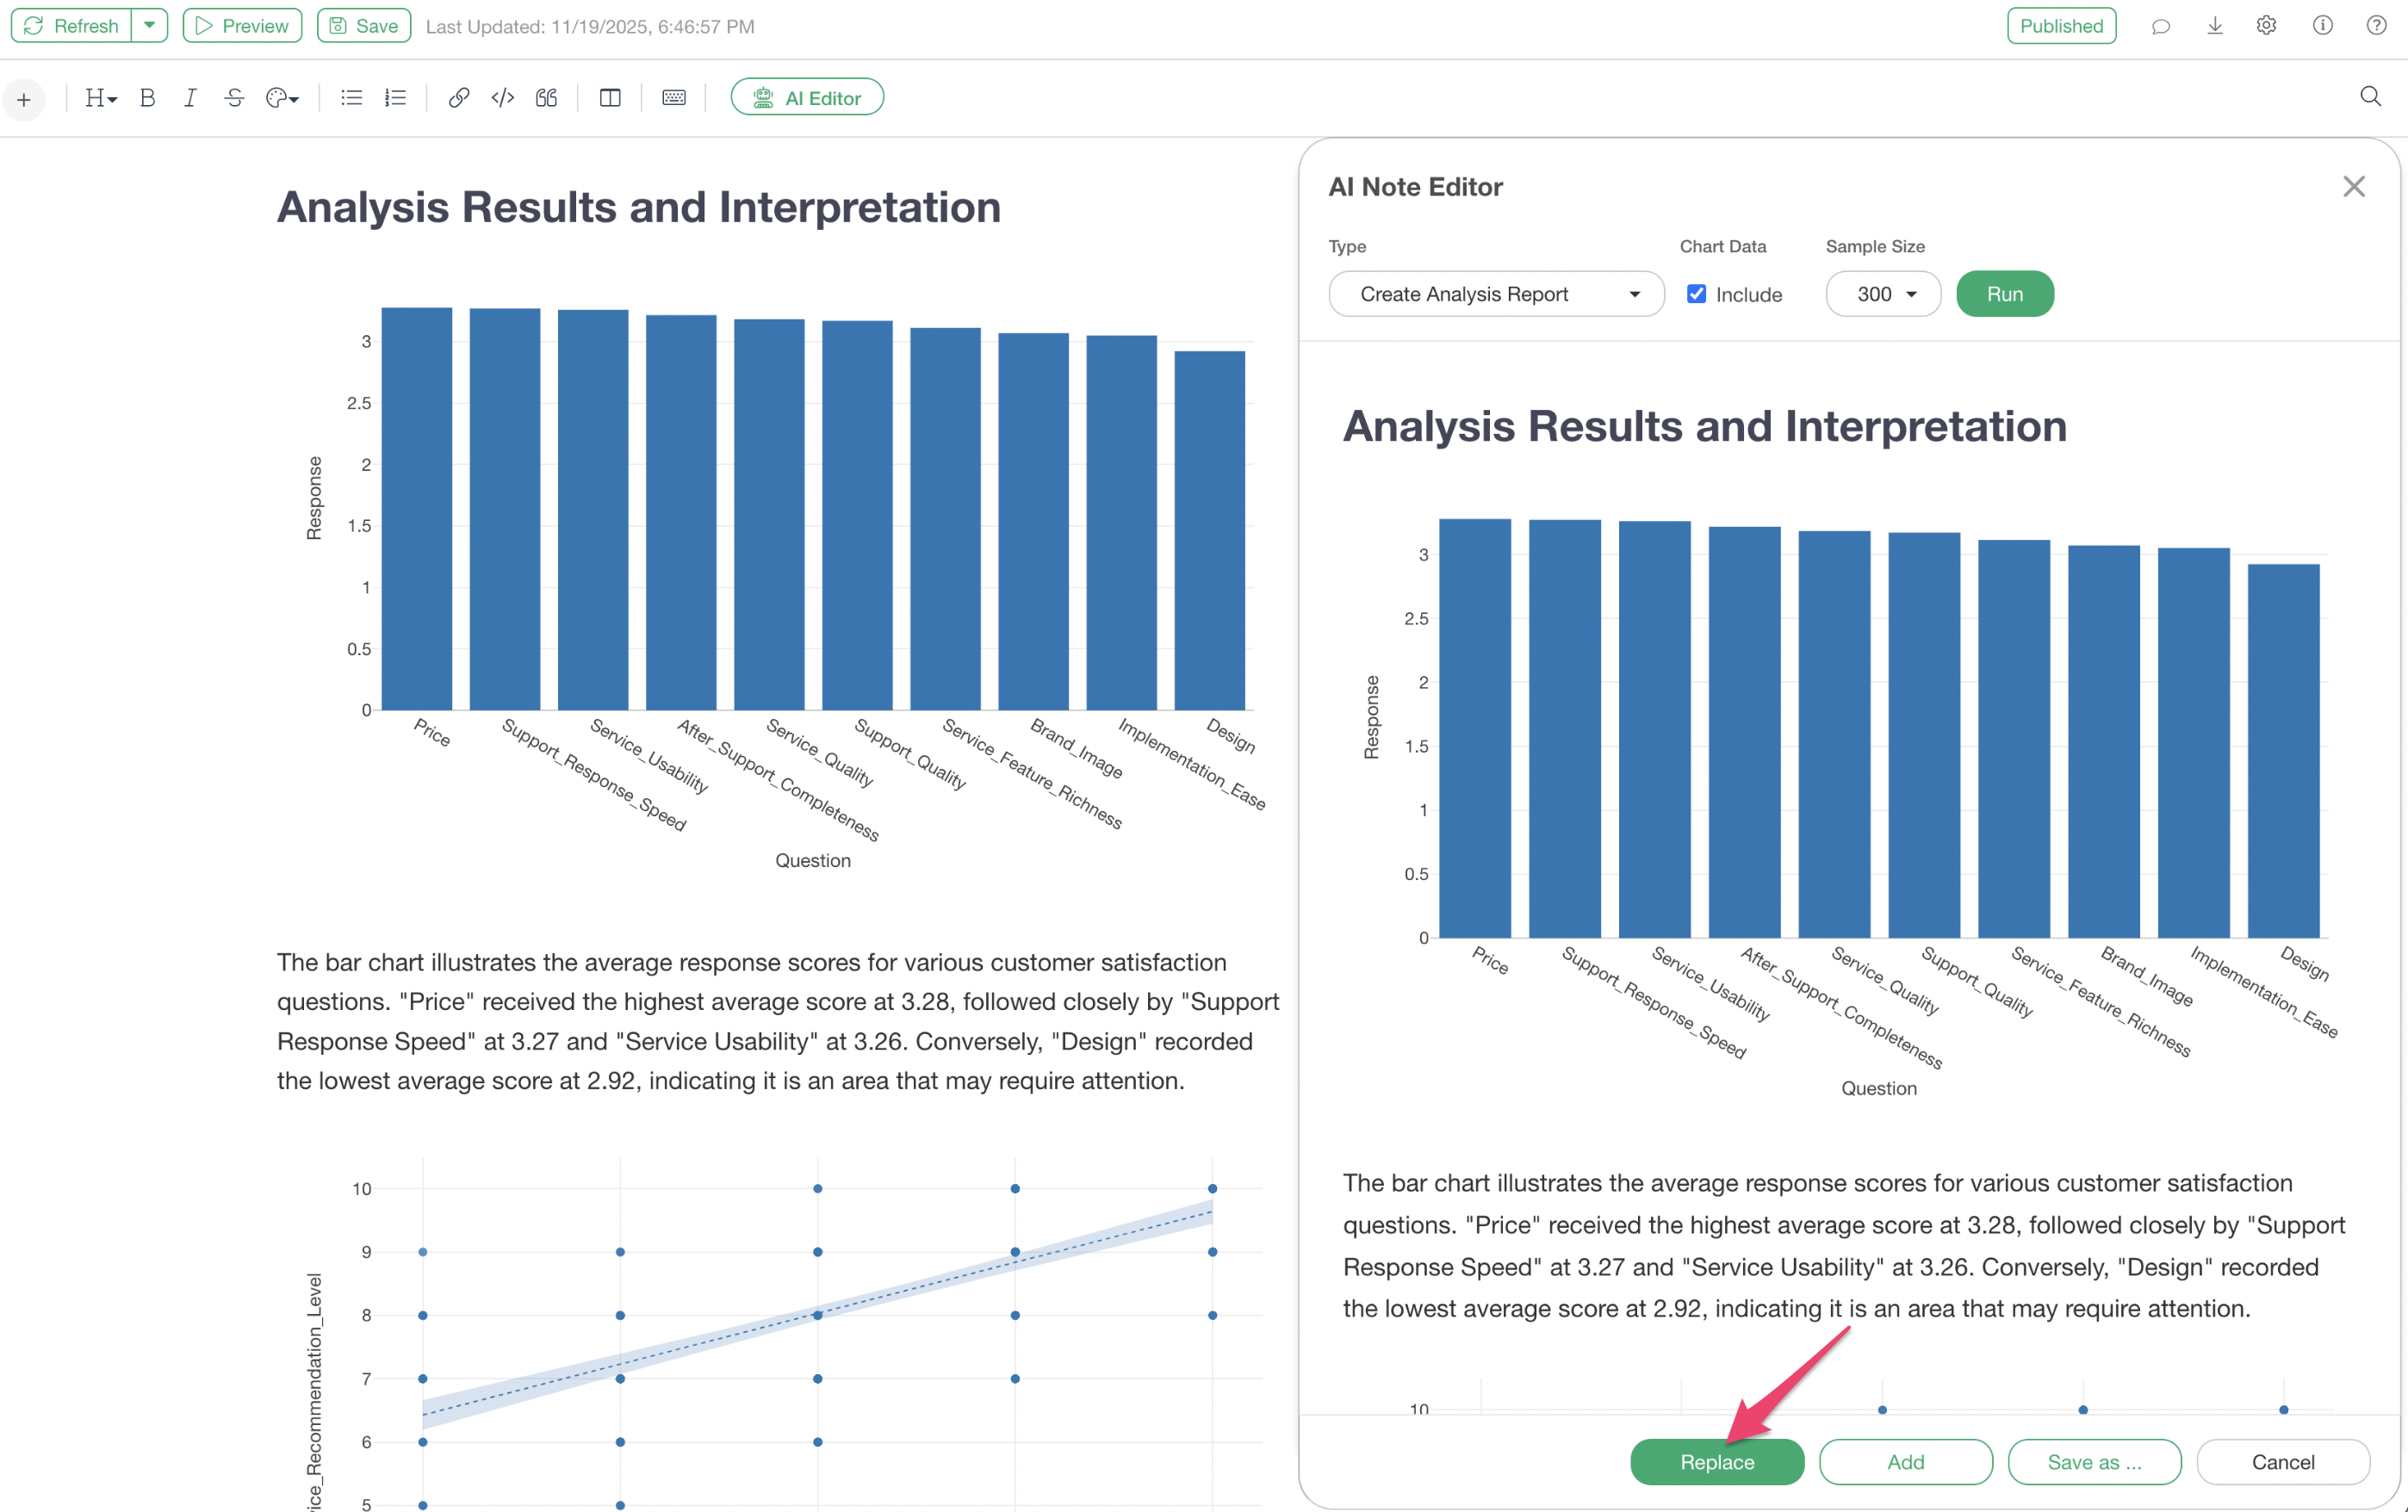 Refresh
Preview
Save
Last Updated: 11/19/2025, 6:46:57 PM
Published
H
B
I
S
AI Editor
Analysis Results and Interpretation
3
2.5
2
1.5
1
0.5
0
Response
Price
Support_Response_Speed
Service_Usability
After_Support_Completeness
Service_Quality
Support_Quality
Service_Feature_Richness
Brand_Image
Implementation_Ease
Design
Question
The bar chart illustrates the average response scores for various customer satisfaction
questions. "Price" received the highest average score at 3.28, followed closely by "Support
Response Speed" at 3.27 and "Service Usability" at 3.26. Conversely, "Design" recorded
the lowest average score at 2.92, indicating it is an area that may require attention.
10
9
8
7
6
5
vice_Recommendation_Level
AI Note Editor
Type
Chart Data
Sample Size
Create Analysis Report
Include
300
Run
Analysis Results and Interpretation
3
2.5
2
1.5
1
0.5
0
Response
Price
Support_Response_Speed
Service_Usability
After_Support_Completeness
Service_Quality
Support_Quality
Service_Feature_Richness
Brand_Image
Implementation_Ease
Design
Question
The bar chart illustrates the average response scores for various customer satisfaction
questions. "Price" received the highest average score at 3.28, followed closely by "Support
Response Speed" at 3.27 and "Service Usability" at 3.26. Conversely, "Design" recorded
the lowest average score at 2.92, indicating it is an area that may require attention.
10
Replace
Add
Save as ...
Cancel